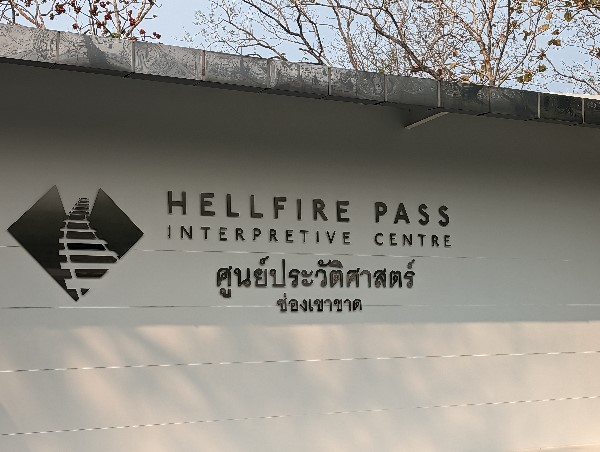 HELLFIRE PASS
INTERPRETIVE CENTRE
ศูนย์ประวัติศาสตร์
ช่องเขาขาด